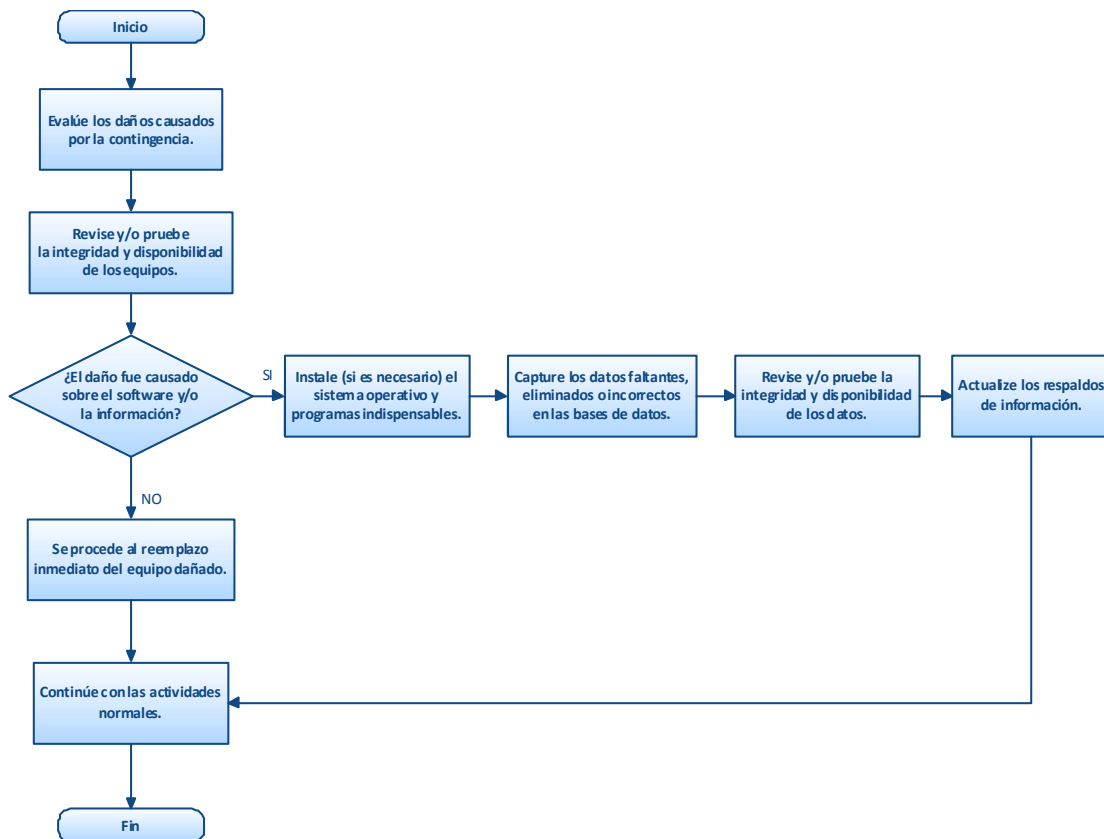 Inicio
Evalúe los daños causados
por la contingencia.
Revise y/o pruebe
la integridad y disponibilidad
de los equipos.
¿El daño fue causado
sobre el software y/o
la información?
SI
Instale (si es necesario) el
sistema operativo y
programas indispensables.
Capture los datos faltantes,
eliminados o incorrectos
en las bases de datos.
Revise y/o pruebe la
integridad y disponibilidad
de los datos.
Actualize los respaldos
de información.
NO
Se procede al reemplazo
inmediato del equipo dañado.
Continúe con las actividades
normales.
Fin